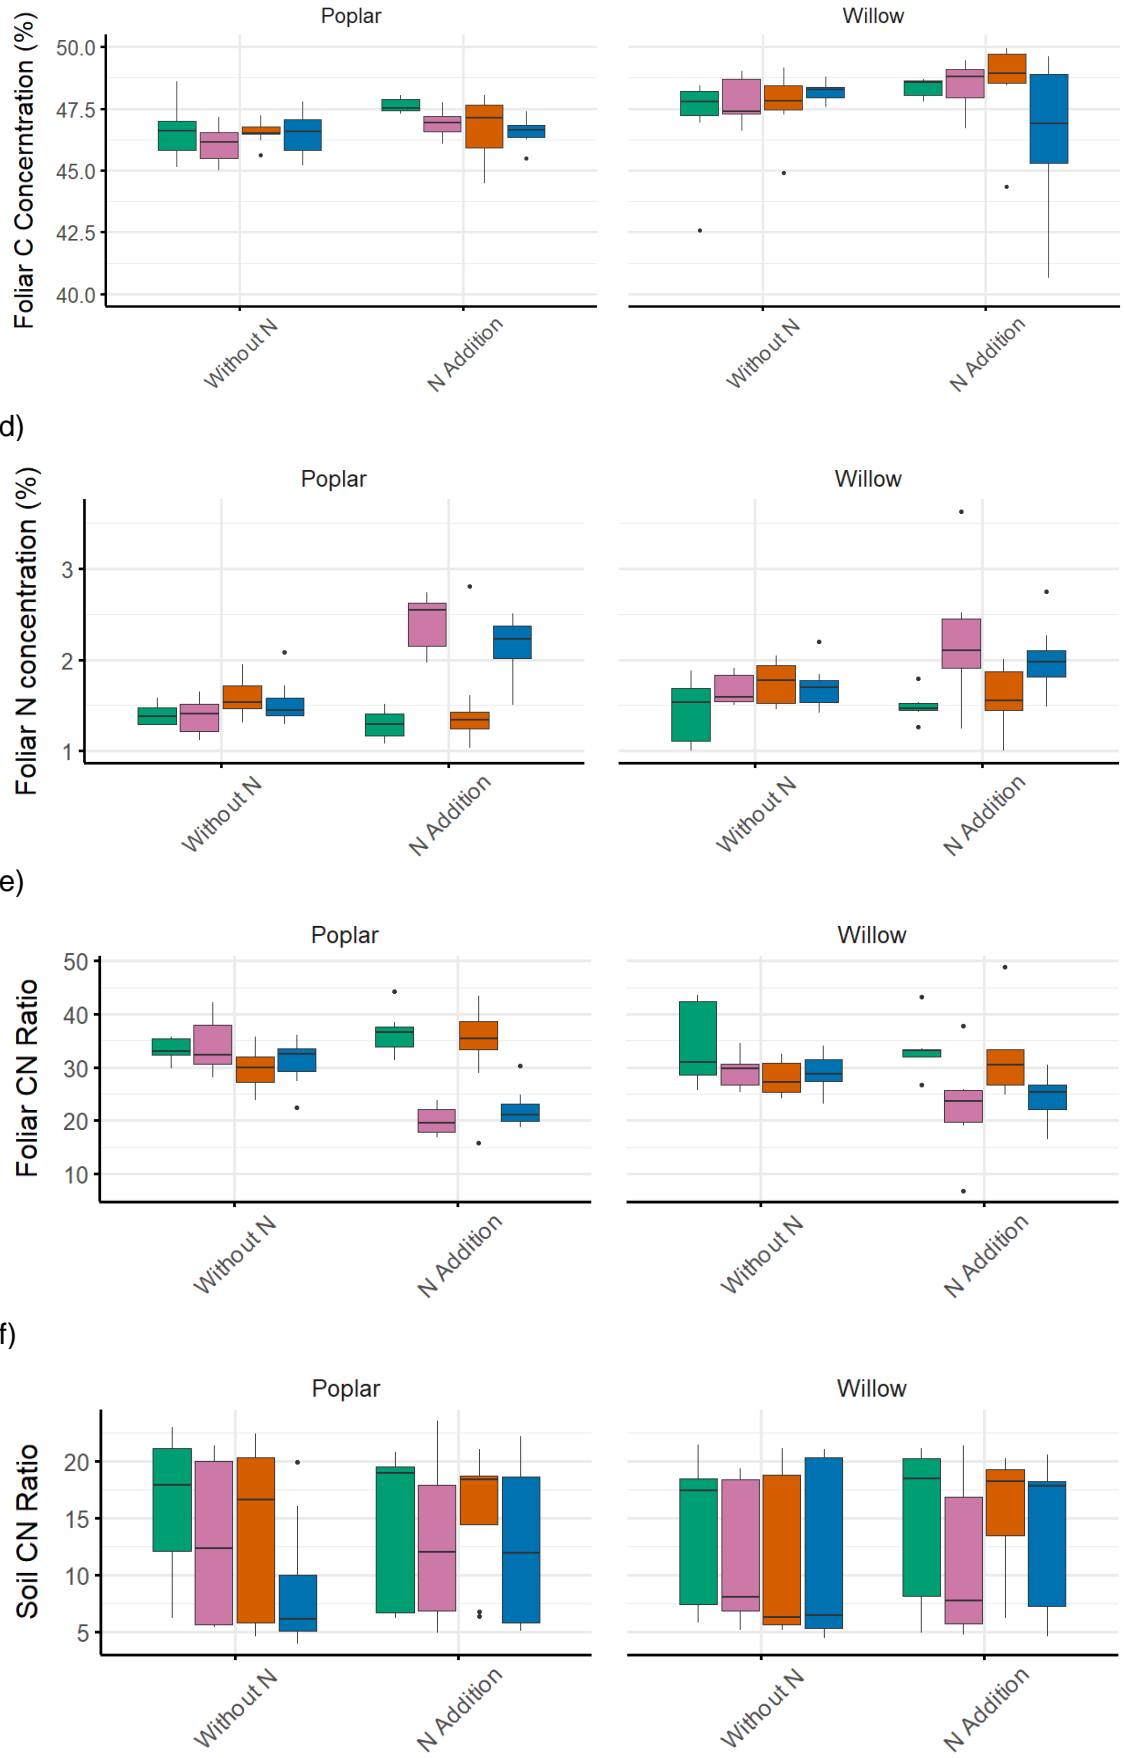 Poplar Willow
Foliar C Concentration (%)
50.0
47.5
45.0
42.5
40.0
Without N N Addition Without N N Addition
d)
Poplar Willow
Foliar N concentration (%)
3
2
1
Without N N Addition Without N N Addition
e)
Poplar Willow
Foliar CN Ratio
50
40
30
20
10
Without N N Addition Without N N Addition
f)
Poplar Willow
Soil CN Ratio
20
15
10
5
Without N N Addition Without N N Addition